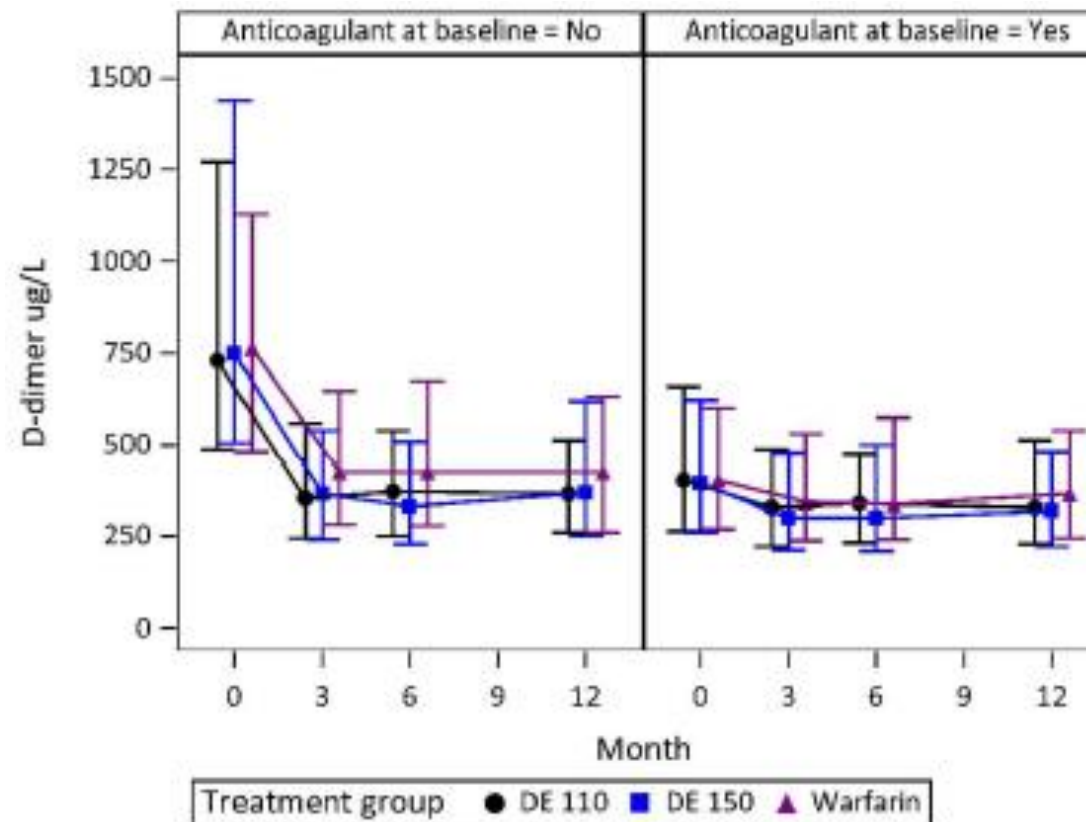 Anticoagulant at baseline = No
Anticoagulant at baseline = Yes
D-dimer ug/L
1500
1250
1000
750
500
250
0
0 3 6 9 12
0 3 6 9 12
Month
Treatment group DE 110 DE 150 Warfarin